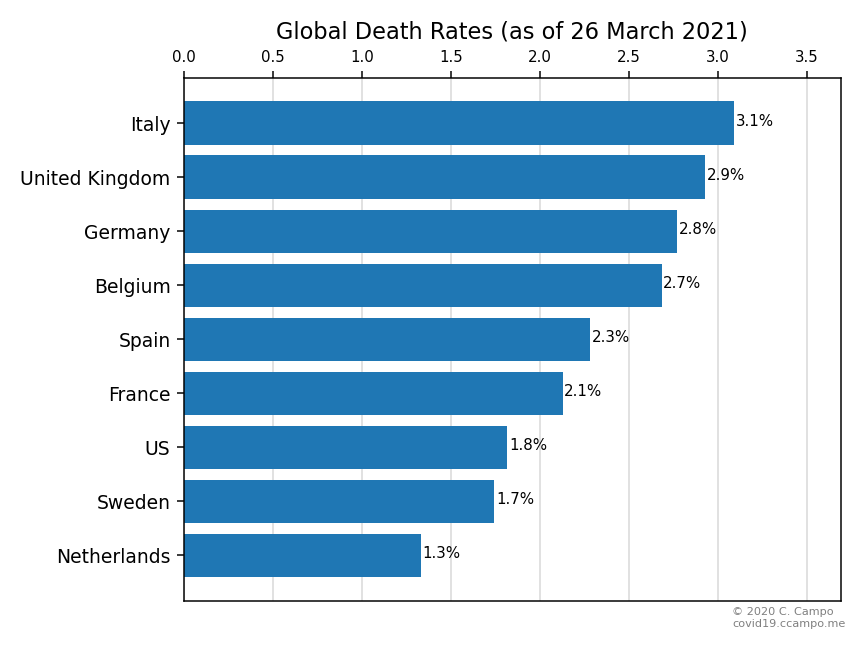 Global Death Rates (as of 26 March 2021)
0.0 0.5 1.0 1.5 2.0 2.5 3.0 3.5
Italy 3.1%
United Kingdom 2.9%
Germany 2.8%
Belgium 2.7%
Spain 2.3%
France 2.1%
US 1.8%
Sweden 1.7%
Netherlands 1.3%
© 2020 C. Campo
covid19.ccampo.me